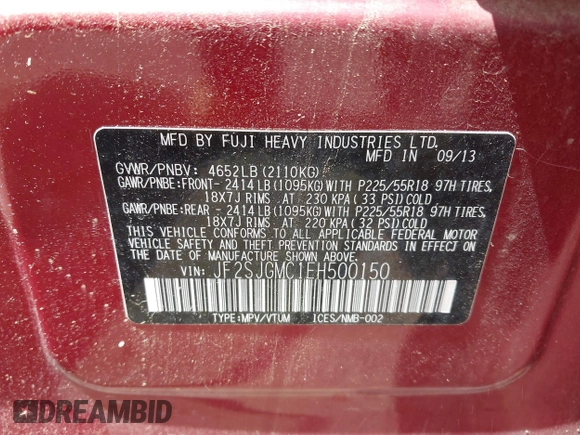 MFD BY FUJI HEAVY INDUSTRIES LTD.
MFD IN 09/13
GVWR/PNBV: 4652LB (2110KG)
GAWR/PNBE:FRONT- 2414LB (1095KG) WITH P225/55R18 97H TIRES,
18X7J RIMS AT 230 KPA ( 33 PSI) COLD
GAWR/PNBE:REAR - 2414LB (1095KG) WITH P225/55R18 97H TIRES,
18X7J RIMS AT 220 KPA ( 32 PSI) COLD
THIS VEHICLE CONFORMS TO ALL APPLICABLE FEDERAL MOTOR
VEHICLE SAFETY AND THEFT PREVENTION STANDARDS IN EFFECT ON
THE DATE OF MANUFACTURE SHOWN ABOVE.
VIN: JF2SJGMC1EH500150
TYPE:MPV/VTUM ICES/NMB-002
DREAMBID